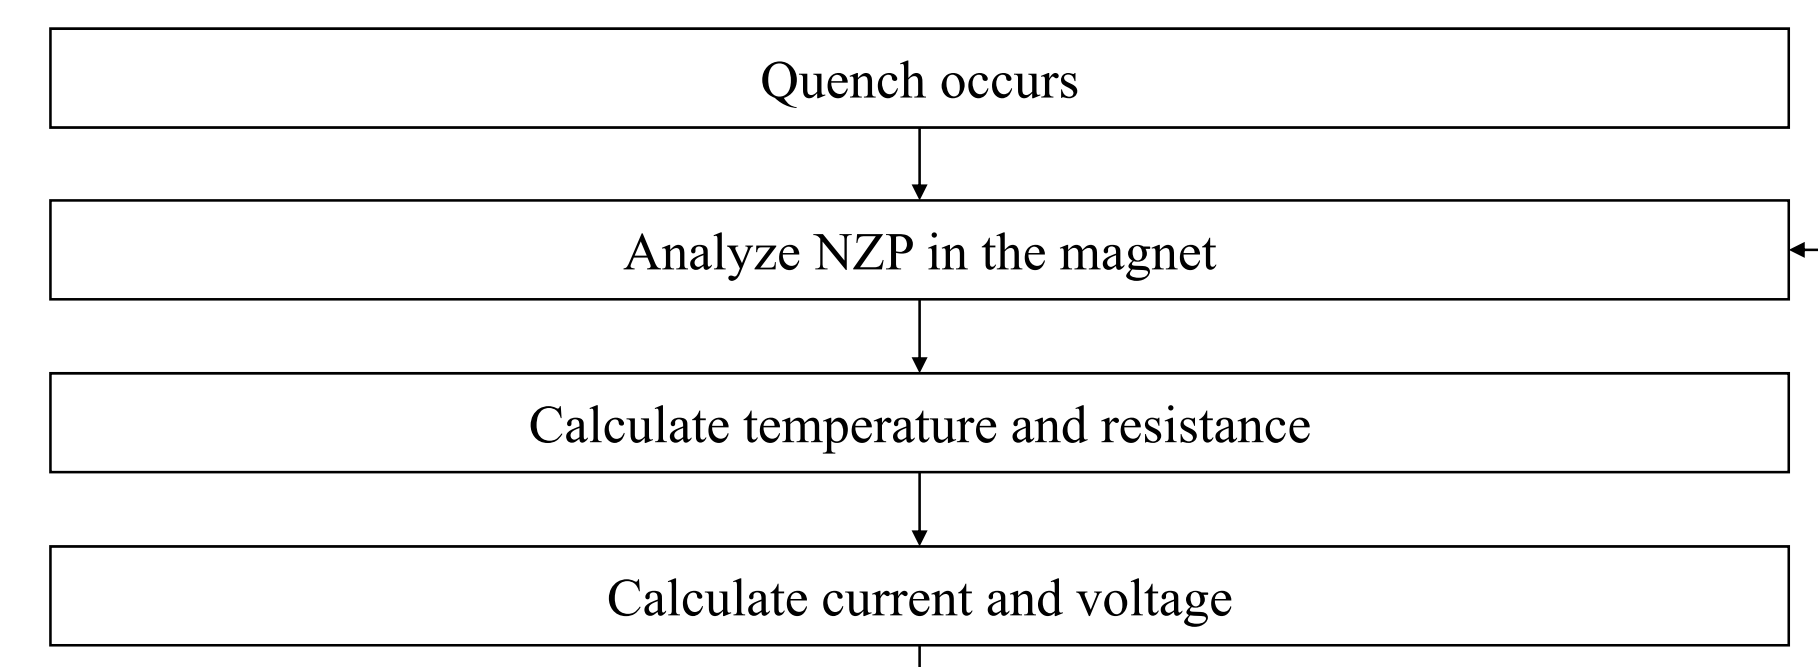 Quench occurs
Analyze NZP in the magnet
Calculate temperature and resistance
Calculate current and voltage